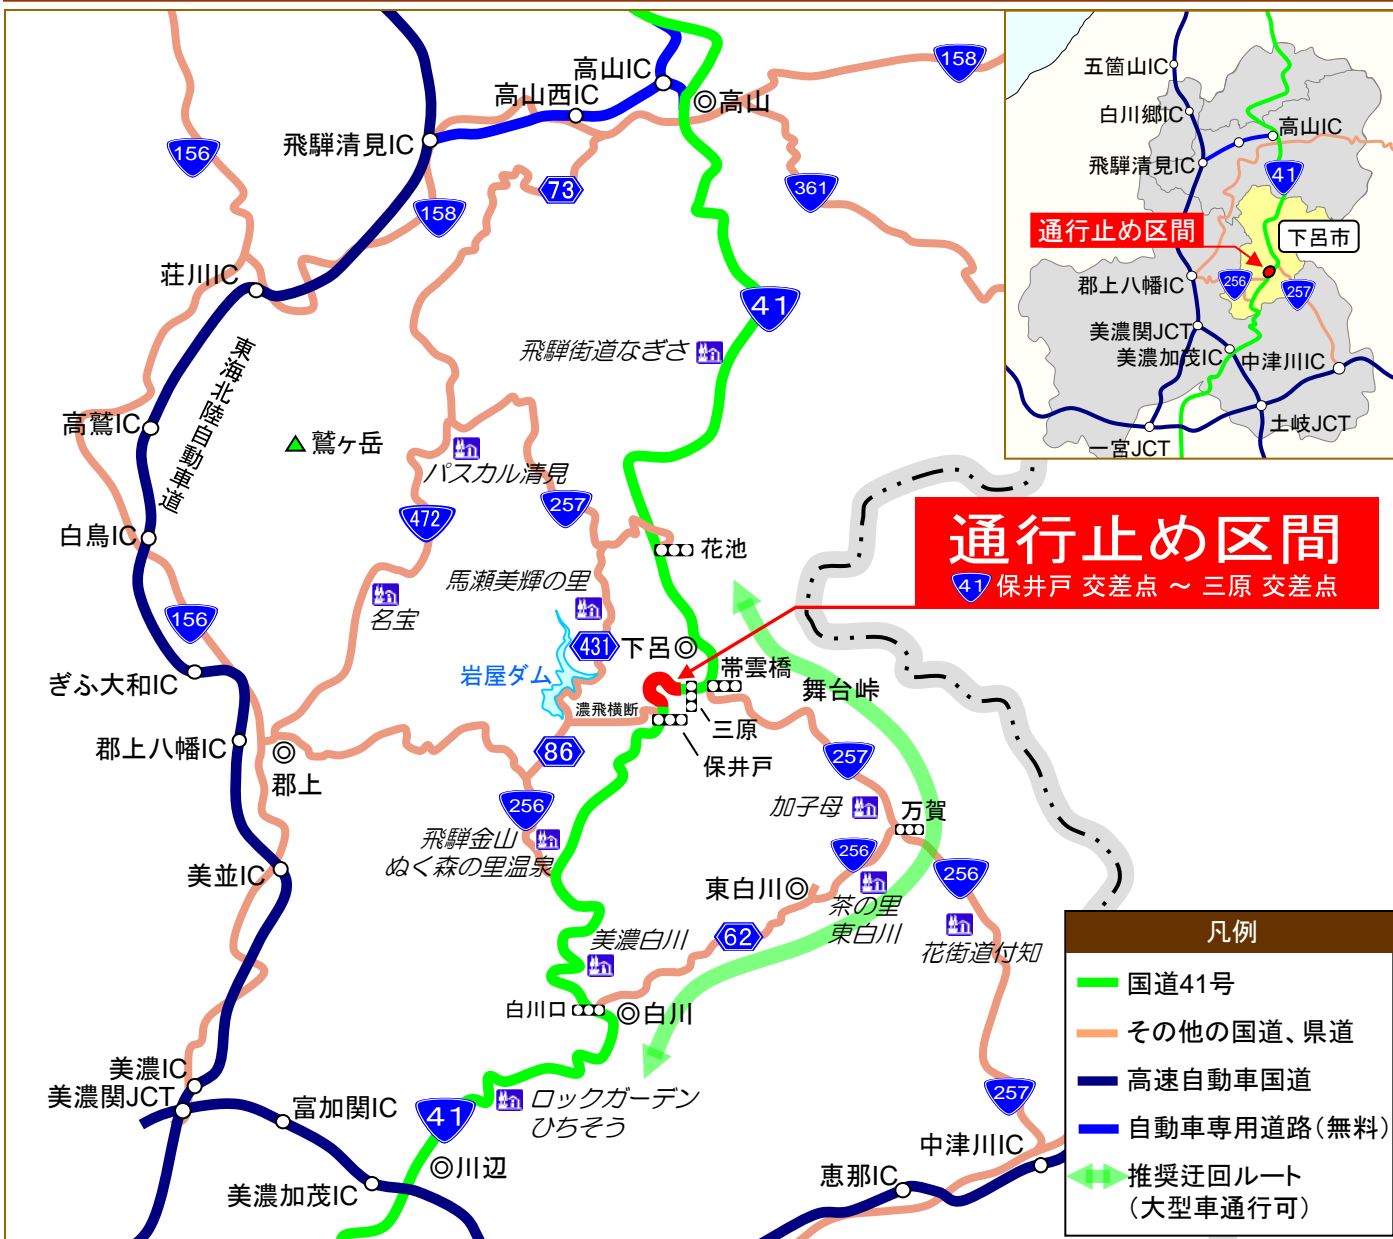 高山IC
高山西IC
◎高山
158
156
飛騨清見IC
73
361
158
荘川IC
41
飛騨街道なぎさ
東海北陸自動車道
高鷲IC
鷲ヶ岳
パスカル清見
472
257
白鳥IC
花池
馬瀬美輝の里
名宝
156
431
下呂◎
岩屋ダム
ぎふ大和IC
帯雲橋
舞台峠
濃飛横断
三原
郡上八幡IC
◎
郡上
86
保井戸
257
256
加子母
万賀
飛騨金山
ぬく森の里温泉
256
256
美並IC
東白川◎
茶の里
東白川
62
花街道付知
美濃白川
白川口
◎白川
美濃IC
美濃関JCT
富加関IC
ロックガーデン
ひちそう
41
257
◎川辺
中津川IC
美濃加茂IC
恵那IC
通行止め区間
41 保井戸 交差点 ～ 三原 交差点
五箇山IC
白川郷IC
高山IC
飛騨清見IC
41
通行止め区間
下呂市
郡上八幡IC
256
257
美濃関JCT
美濃加茂IC
中津川IC
土岐JCT
一宮JCT
凡例
国道41号
その他の国道、県道
高速自動車国道
自動車専用道路(無料)
推奨迂回ルート
(大型車通行可)